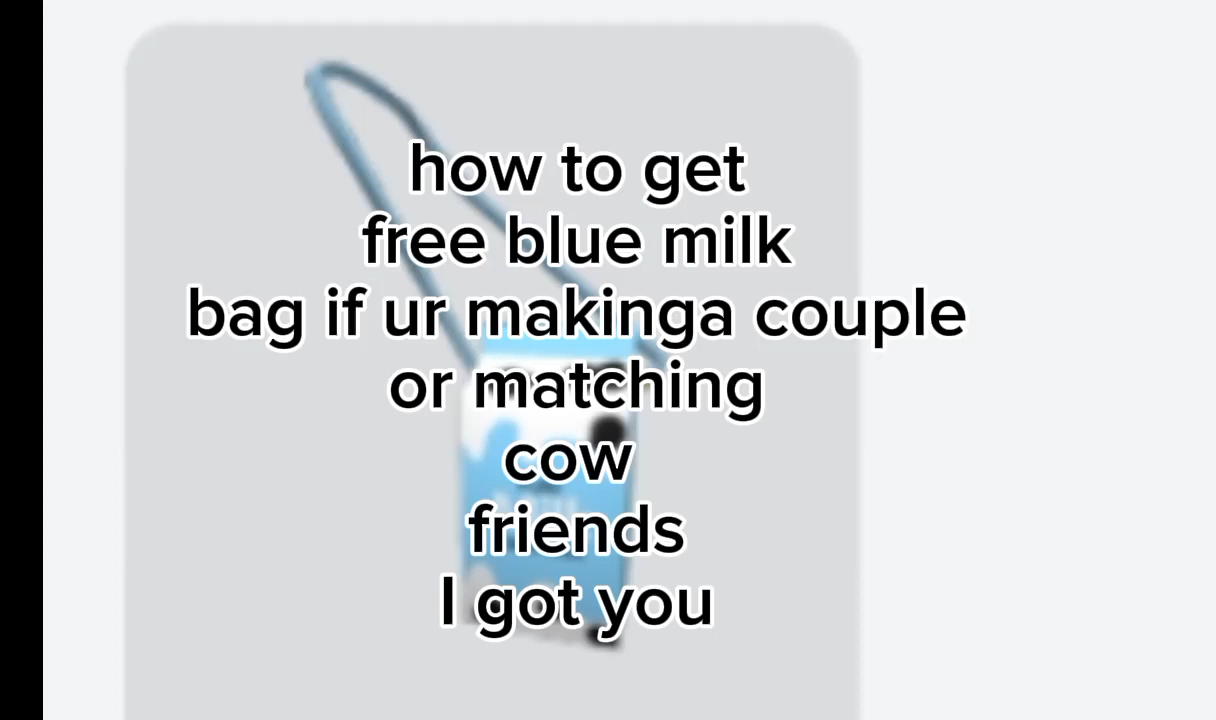 how to get
free blue milk
bag if ur makinga couple
or matching
cow
friends
I got you